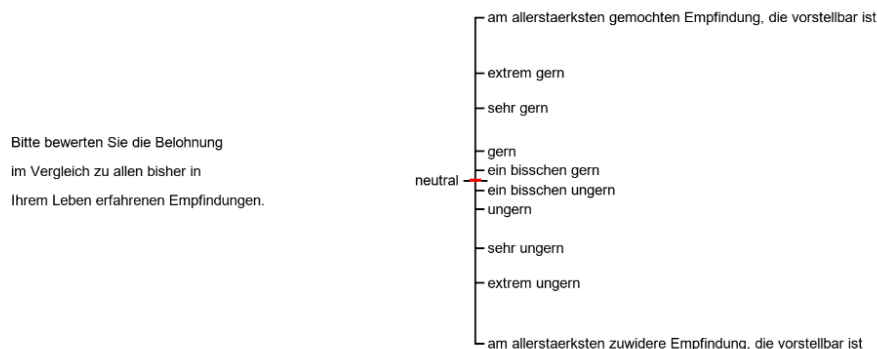 am allerstaerksten gemochten Empfindung, die vorstellbar ist
extrem gern
sehr gern
Bitte bewerten Sie die Belohnung
im Vergleich zu allen bisher in
Ihrem Leben erfahrenen Empfindungen.
gern
ein bisschen gern
neutral
ein bisschen ungern
ungern
sehr ungern
extrem ungern
am allerstaerksten zuwidere Empfindung, die vorstellbar ist